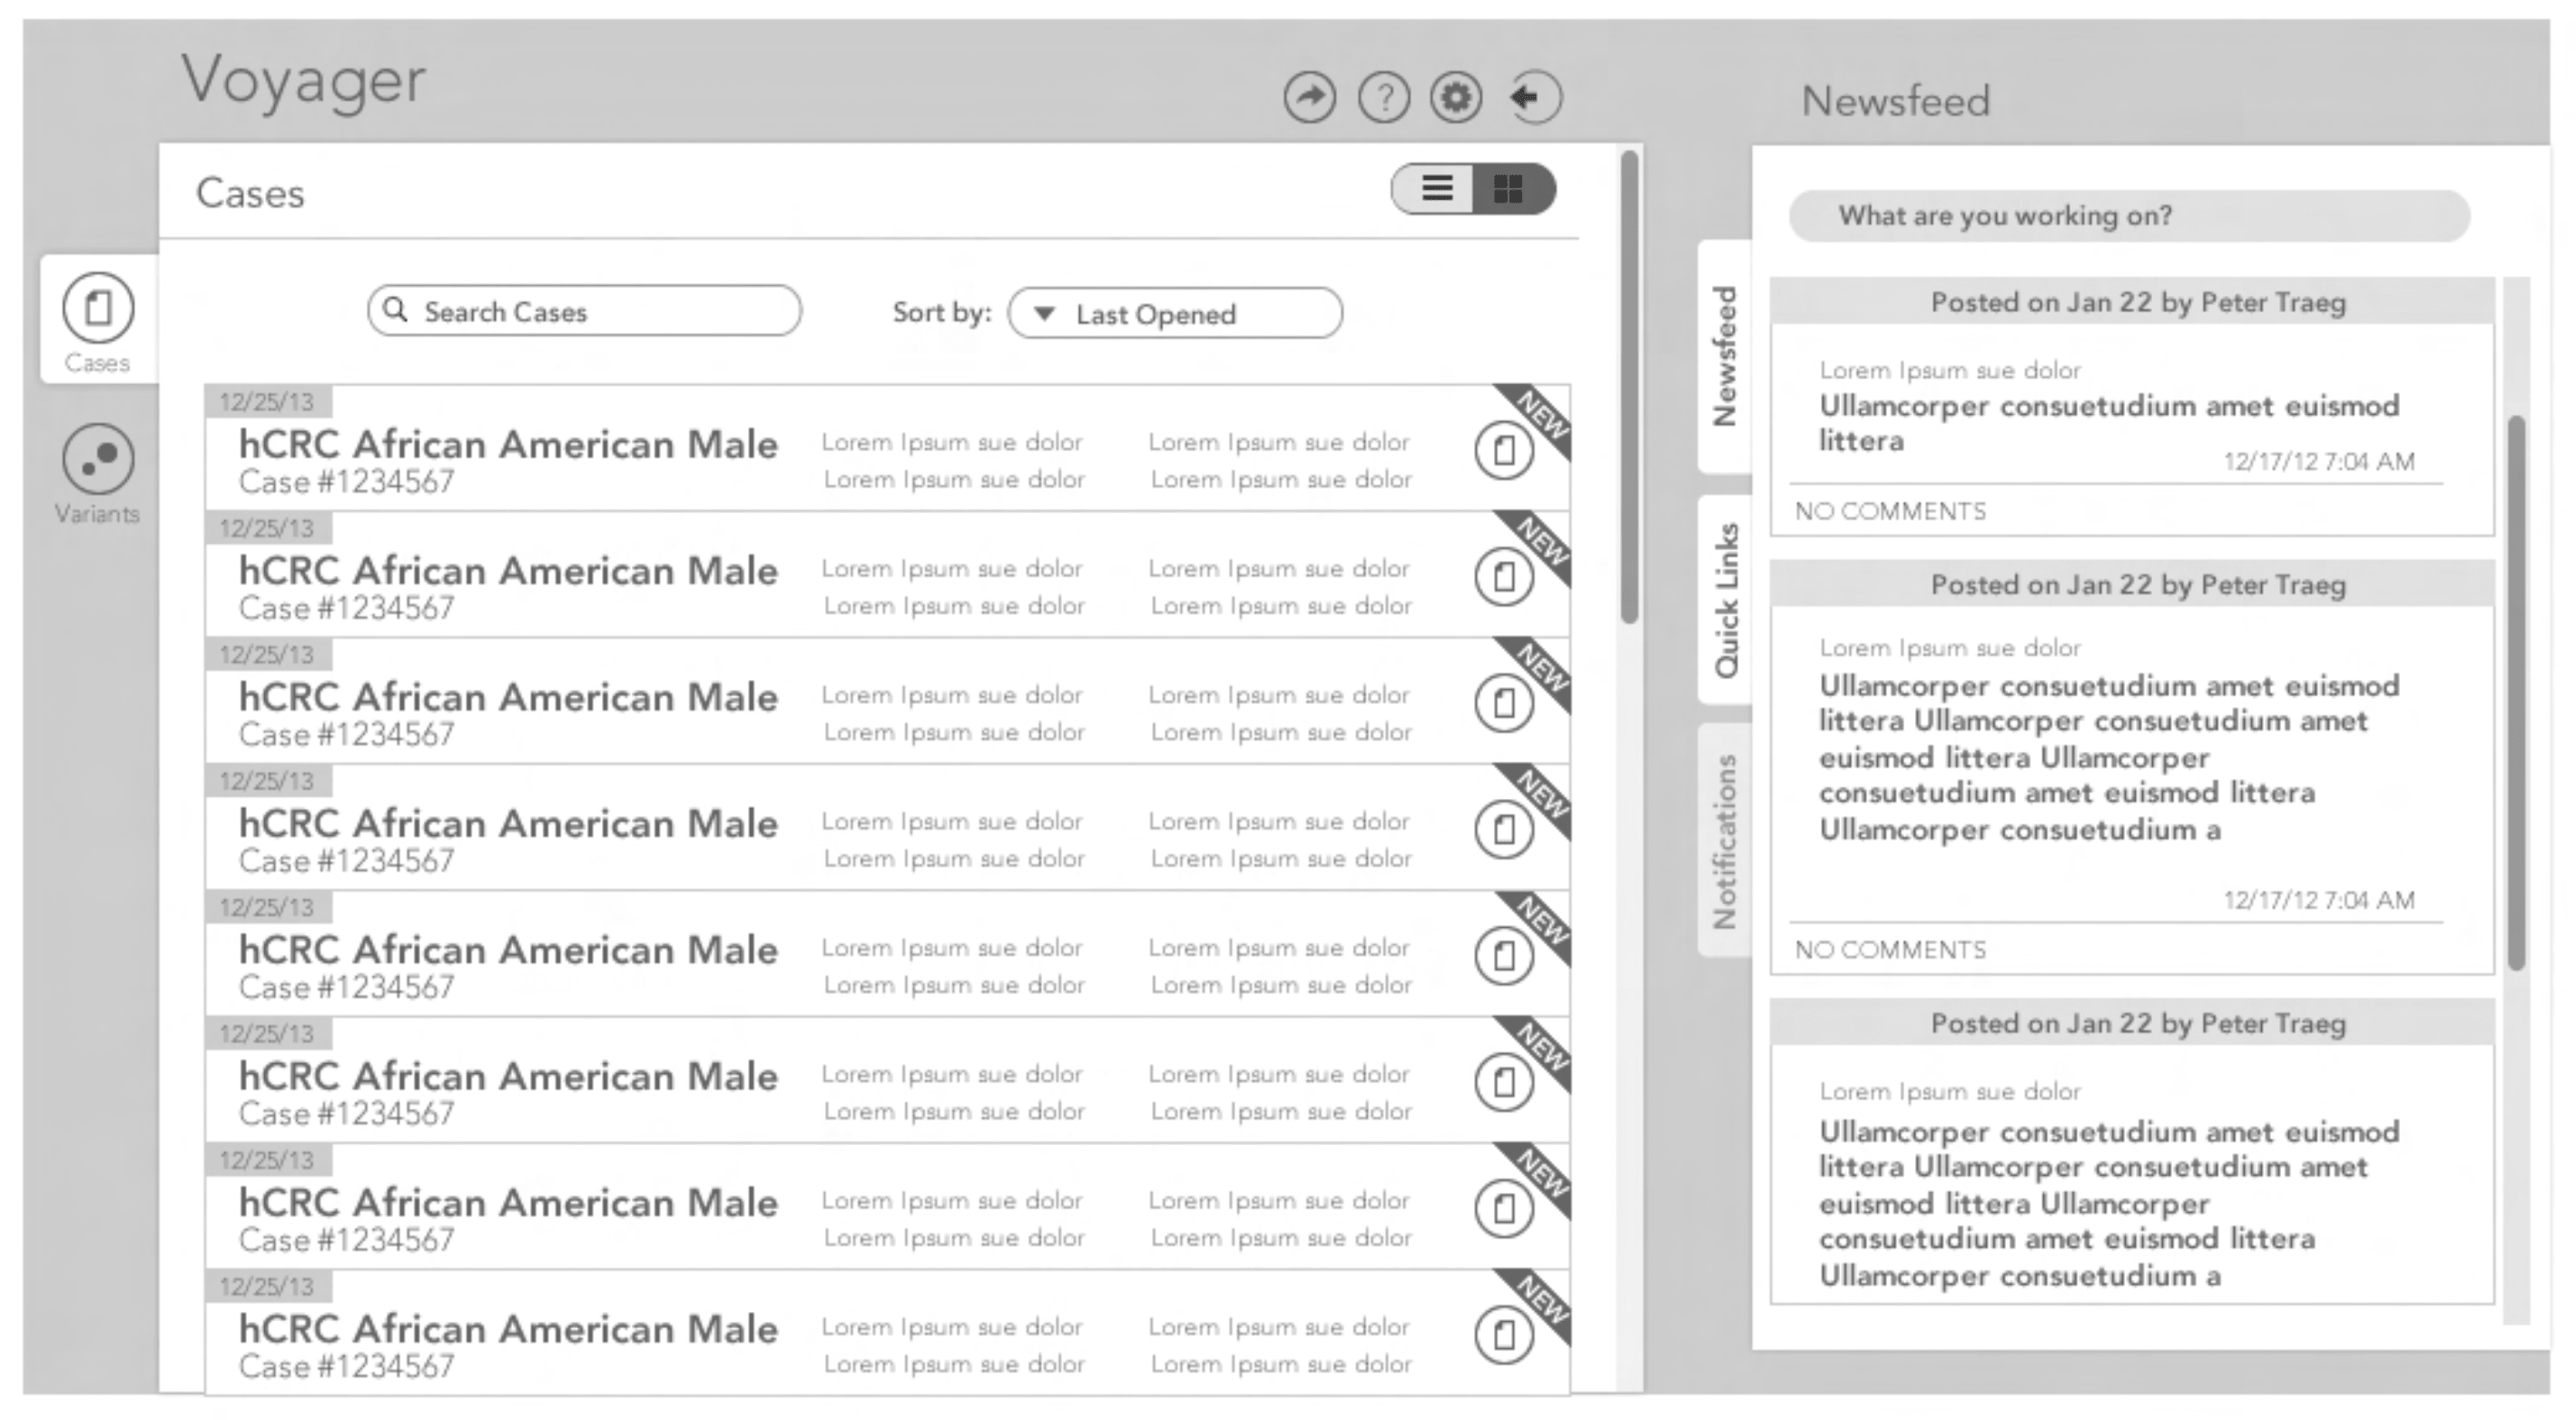 Voyager
?
Cases
Search Cases
Sort by:
Last Opened
Cases
Variants
12/25/13
NEW
hCRC African American Male
Case #1234567
Lorem Ipsum sue dolor
Lorem Ipsum sue dolor
Lorem Ipsum sue dolor
Lorem Ipsum sue dolor
12/25/13
NEW
hCRC African American Male
Case #1234567
Lorem Ipsum sue dolor
Lorem Ipsum sue dolor
Lorem Ipsum sue dolor
Lorem Ipsum sue dolor
12/25/13
NEW
hCRC African American Male
Case #1234567
Lorem Ipsum sue dolor
Lorem Ipsum sue dolor
Lorem Ipsum sue dolor
Lorem Ipsum sue dolor
12/25/13
NEW
hCRC African American Male
Case #1234567
Lorem Ipsum sue dolor
Lorem Ipsum sue dolor
Lorem Ipsum sue dolor
Lorem Ipsum sue dolor
12/25/13
NEW
hCRC African American Male
Case #1234567
Lorem Ipsum sue dolor
Lorem Ipsum sue dolor
Lorem Ipsum sue dolor
Lorem Ipsum sue dolor
12/25/13
NEW
hCRC African American Male
Case #1234567
Lorem Ipsum sue dolor
Lorem Ipsum sue dolor
Lorem Ipsum sue dolor
Lorem Ipsum sue dolor
12/25/13
NEW
hCRC African American Male
Case #1234567
Lorem Ipsum sue dolor
Lorem Ipsum sue dolor
Lorem Ipsum sue dolor
Lorem Ipsum sue dolor
12/25/13
NEW
hCRC African American Male
Case #1234567
Lorem Ipsum sue dolor
Lorem Ipsum sue dolor
Lorem Ipsum sue dolor
Lorem Ipsum sue dolor
Newsfeed
Newsfeed
Quick Links
Notifications
What are you working on?
Posted on Jan 22 by Peter Traeg
Lorem Ipsum sue dolor
Ullamcorper consuetudium amet euismod
littera
12/17/12 7:04 AM
NO COMMENTS
Posted on Jan 22 by Peter Traeg
Lorem Ipsum sue dolor
Ullamcorper consuetudium amet euismod
littera Ullamcorper consuetudium amet
euismod littera Ullamcorper
consuetudium amet euismod littera
Ullamcorper consuetudium a
12/17/12 7:04 AM
NO COMMENTS
Posted on Jan 22 by Peter Traeg
Lorem Ipsum sue dolor
Ullamcorper consuetudium amet euismod
littera Ullamcorper consuetudium amet
euismod littera Ullamcorper
consuetudium amet euismod littera
Ullamcorper consuetudium a